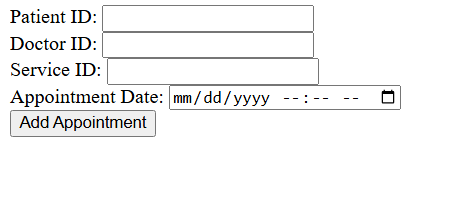 Patient ID:
Doctor ID:
Service ID:
Appointment Date: mm/dd/yyyy --:-- --
Add Appointment